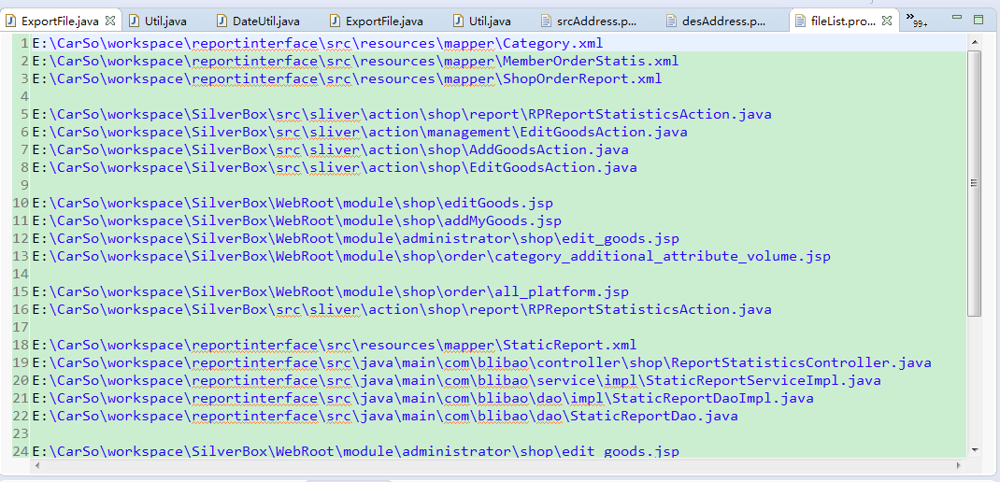 ExportFile.java Util.java DateUtil.java ExportFile.java Util.java srcAddress.p... desAddress.p... fileList.pro... »99+
1 E:\CarSo\workspace\reportinterface\src\resources\mapper\Category.xml
2 E:\CarSo\workspace\reportinterface\src\resources\mapper\MemberOrderStatis.xml
3 E:\CarSo\workspace\reportinterface\src\resources\mapper\ShopOrderReport.xml
4
5 E:\CarSo\workspace\SilverBox\src\sliver\action\shop\report\RPReportStatisticsAction.java
6 E:\CarSo\workspace\SilverBox\src\sliver\action\management\EditGoodsAction.java
7 E:\CarSo\workspace\SilverBox\src\sliver\action\shop\AddGoodsAction.java
8 E:\CarSo\workspace\SilverBox\src\sliver\action\shop\EditGoodsAction.java
9
10 E:\CarSo\workspace\SilverBox\WebRoot\module\shop\editGoods.jsp
11 E:\CarSo\workspace\SilverBox\WebRoot\module\shop\addMyGoods.jsp
12 E:\CarSo\workspace\SilverBox\WebRoot\module\administrator\shop\edit_goods.jsp
13 E:\CarSo\workspace\SilverBox\WebRoot\module\shop\order\category_additional_attribute_volume.jsp
14
15 E:\CarSo\workspace\SilverBox\WebRoot\module\shop\order\all_platform.jsp
16 E:\CarSo\workspace\SilverBox\src\sliver\action\shop\report\RPReportStatisticsAction.java
17
18 E:\CarSo\workspace\reportinterface\src\resources\mapper\StaticReport.xml
19 E:\CarSo\workspace\reportinterface\src\java\main\com\blibao\controller\shop\ReportStatisticsController.java
20 E:\CarSo\workspace\reportinterface\src\java\main\com\blibao\service\impl\StaticReportServiceImpl.java
21 E:\CarSo\workspace\reportinterface\src\java\main\com\blibao\dao\impl\StaticReportDaoImpl.java
22 E:\CarSo\workspace\reportinterface\src\java\main\com\blibao\dao\StaticReportDao.java
23
24 E:\CarSo\workspace\SilverBox\WebRoot\module\administrator\shop\edit_goods.jsp